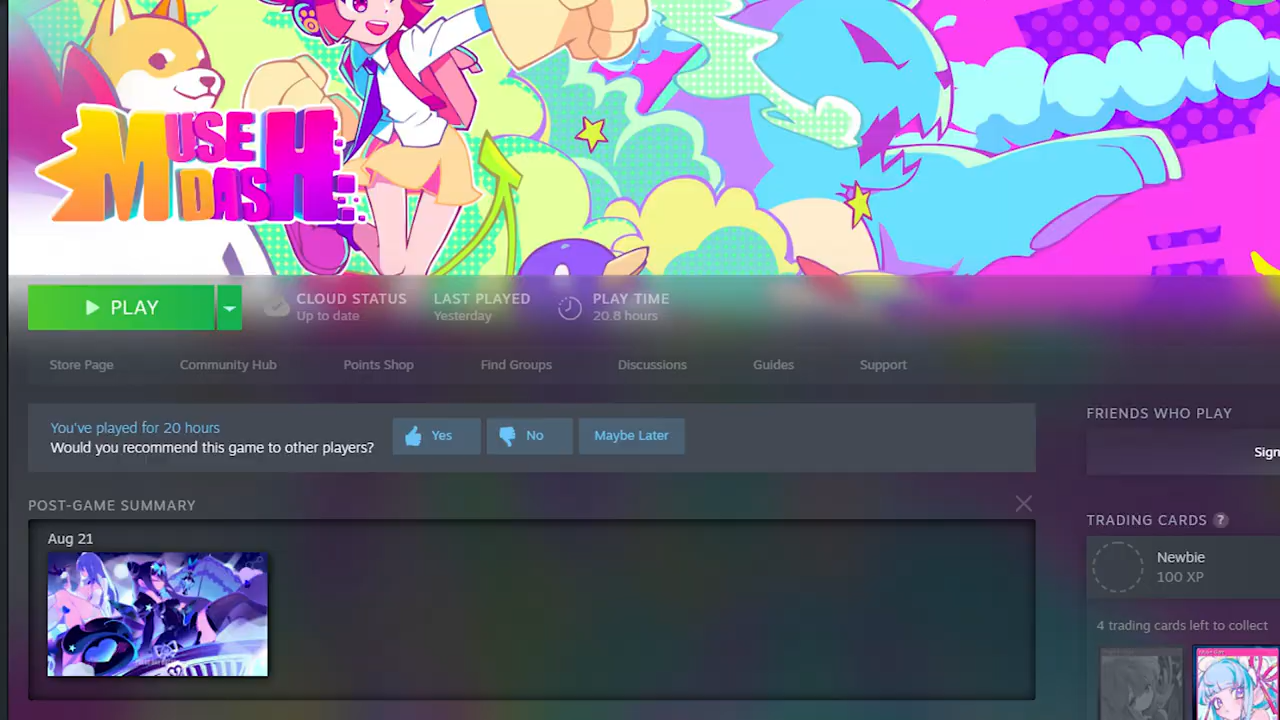 MUSE
DASH
PLAY
CLOUD STATUS
Up to date
LAST PLAYED
Yesterday
PLAY TIME
20.8 hours
Store Page
Community Hub
Points Shop
Find Groups
Discussions
Guides
Support
You've played for 20 hours
Would you recommend this game to other players?
Yes
No
Maybe Later
FRIENDS WHO PLAY
Sign
POST-GAME SUMMARY
Aug 21
TRADING CARDS ?
Newbie
100 XP
4 trading cards left to collect